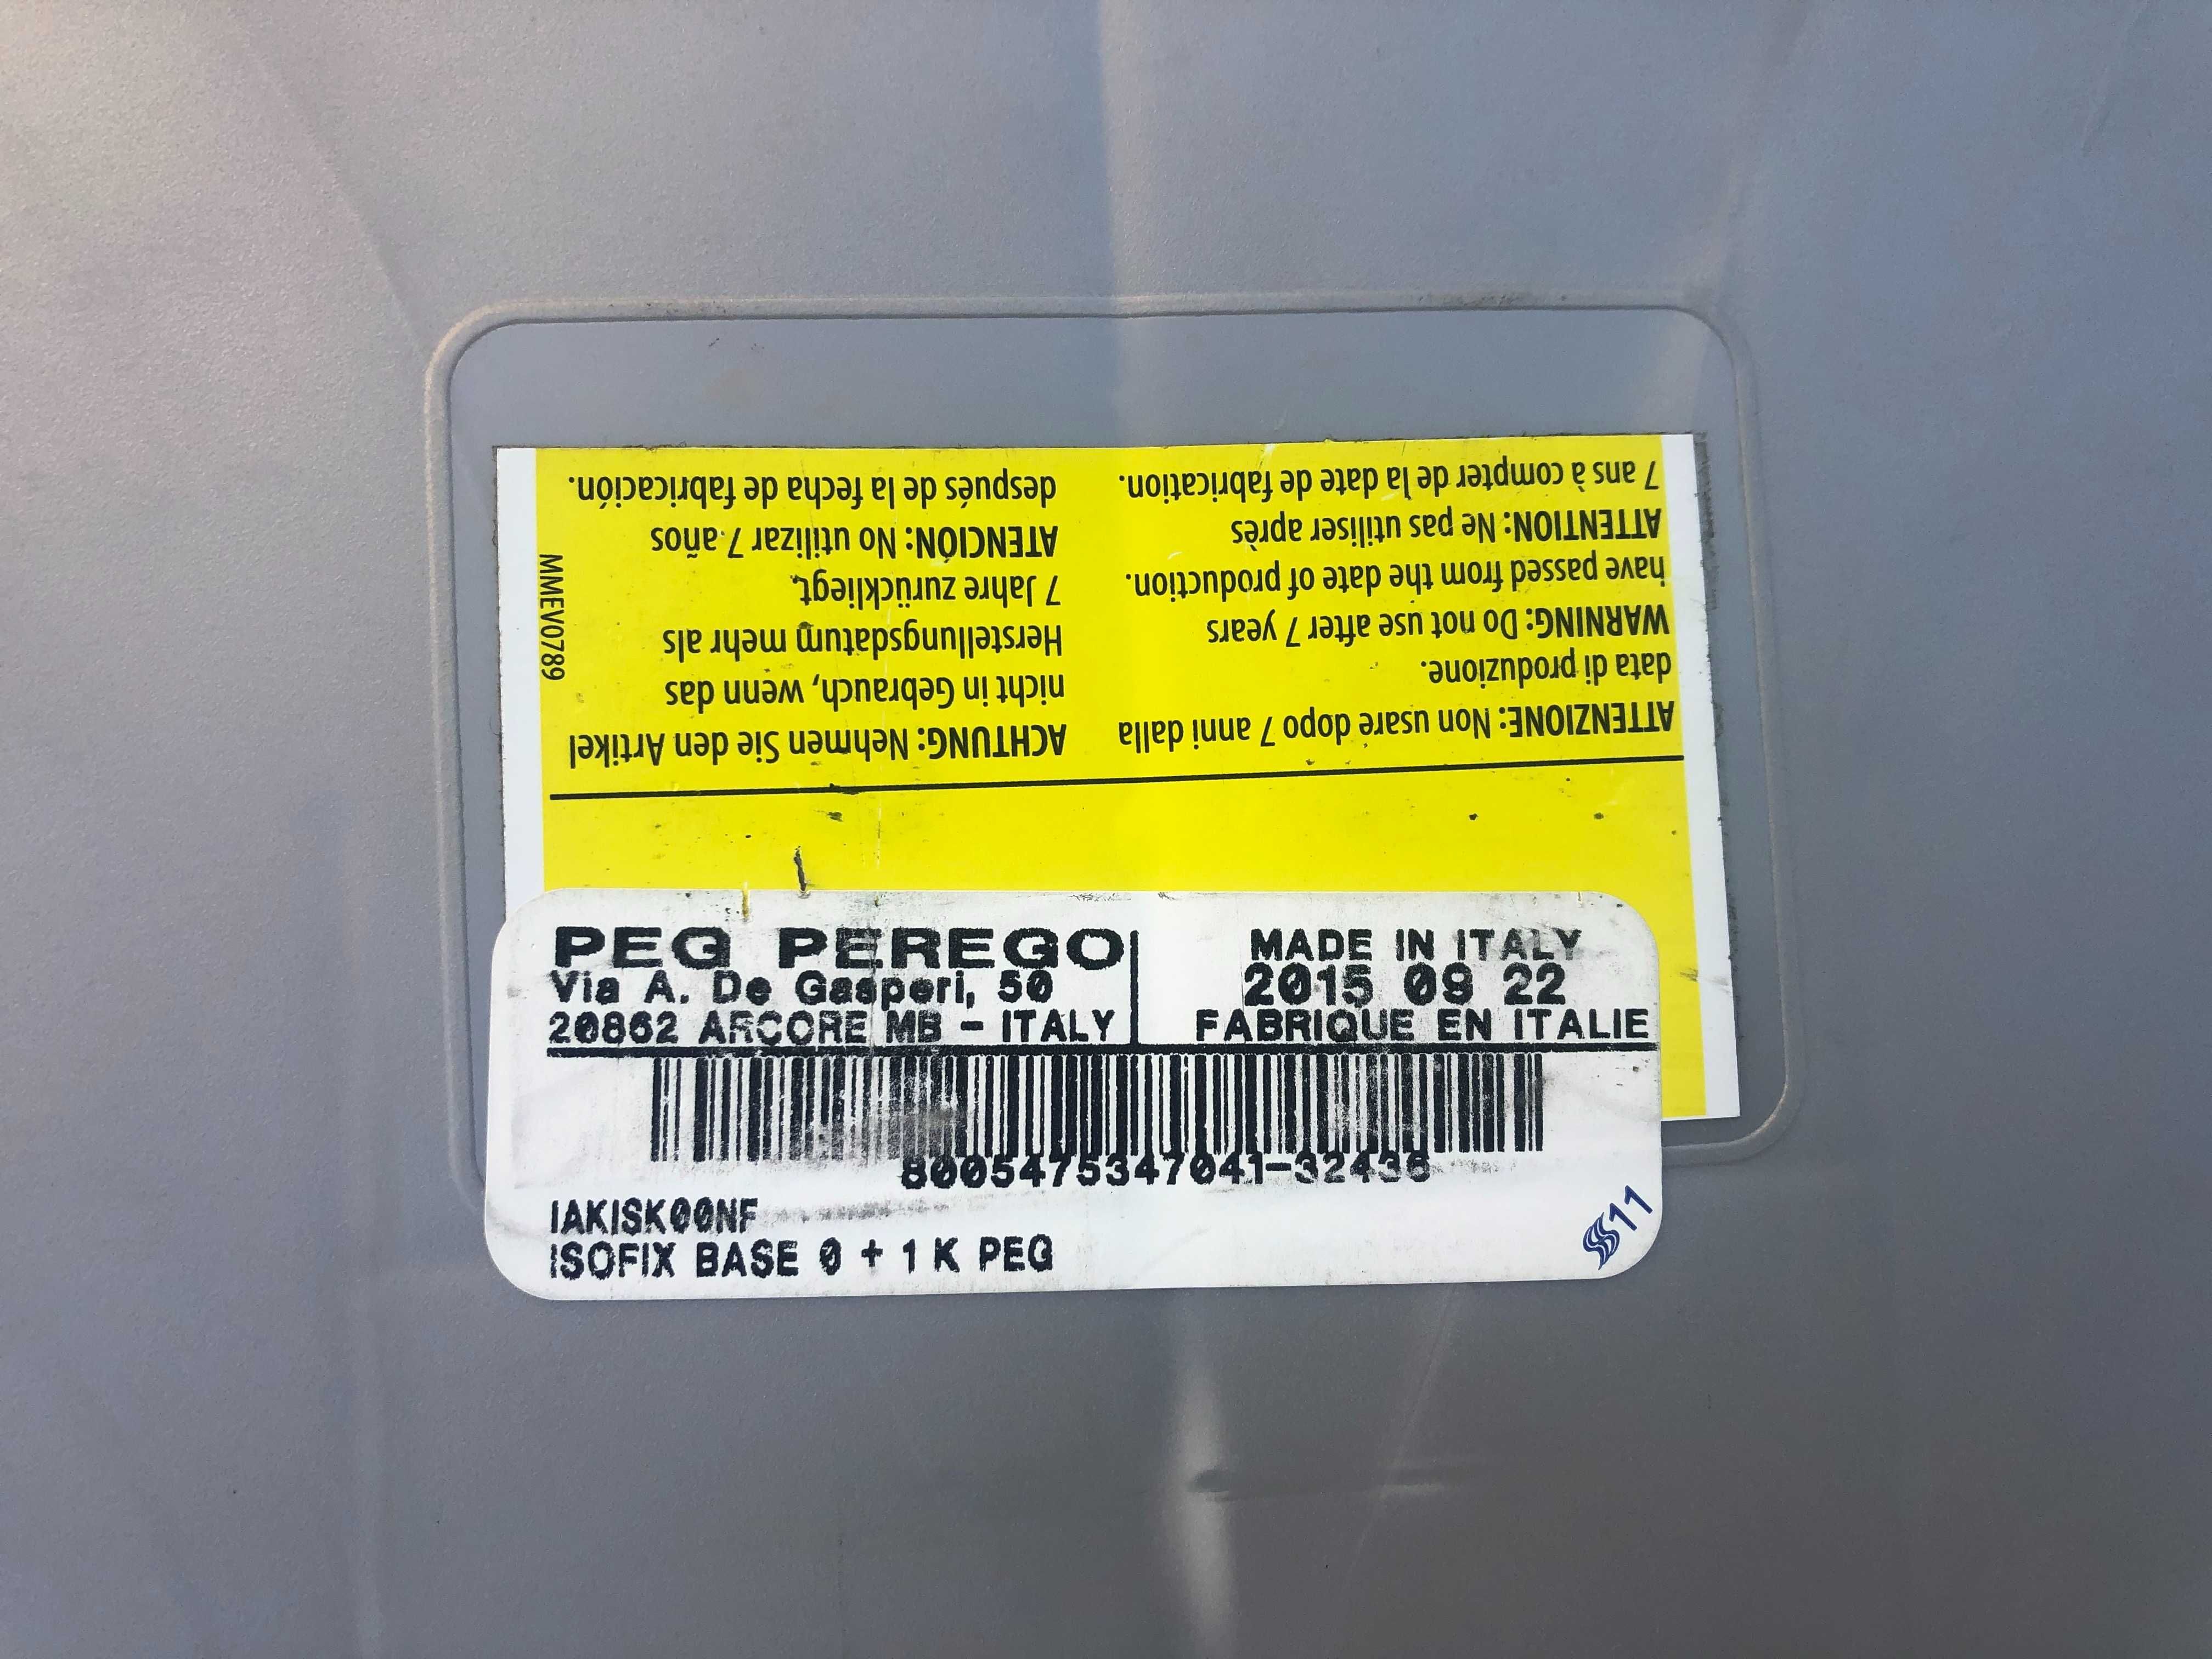 ATTENZIONE: Non usare dopo 7 anni dalla
data di produzione.
WARNING: Do not use after 7 years
have passed from the date of production.
ATTENTION: Ne pas utiliser après
7 ans à compter de la date de fabrication.
ACHTUNG: Nehmen Sie den Artikel
nicht in Gebrauch, wenn das
Herstellungsdatum mehr als
7 Jahre zurückliegt.
ATENCIÓN: No utilizar 7 años
después de la fecha de fabricación.
MMEV0789
PEG PEREGO
Via A. De Gasperi, 50
20862 ARCORE MB - ITALY
MADE IN ITALY
2015 09 22
FABRIQUE EN ITALIE
8005475347041-32436
IAKISK00NF
ISOFIX BASE 0 + 1 K PEG
11